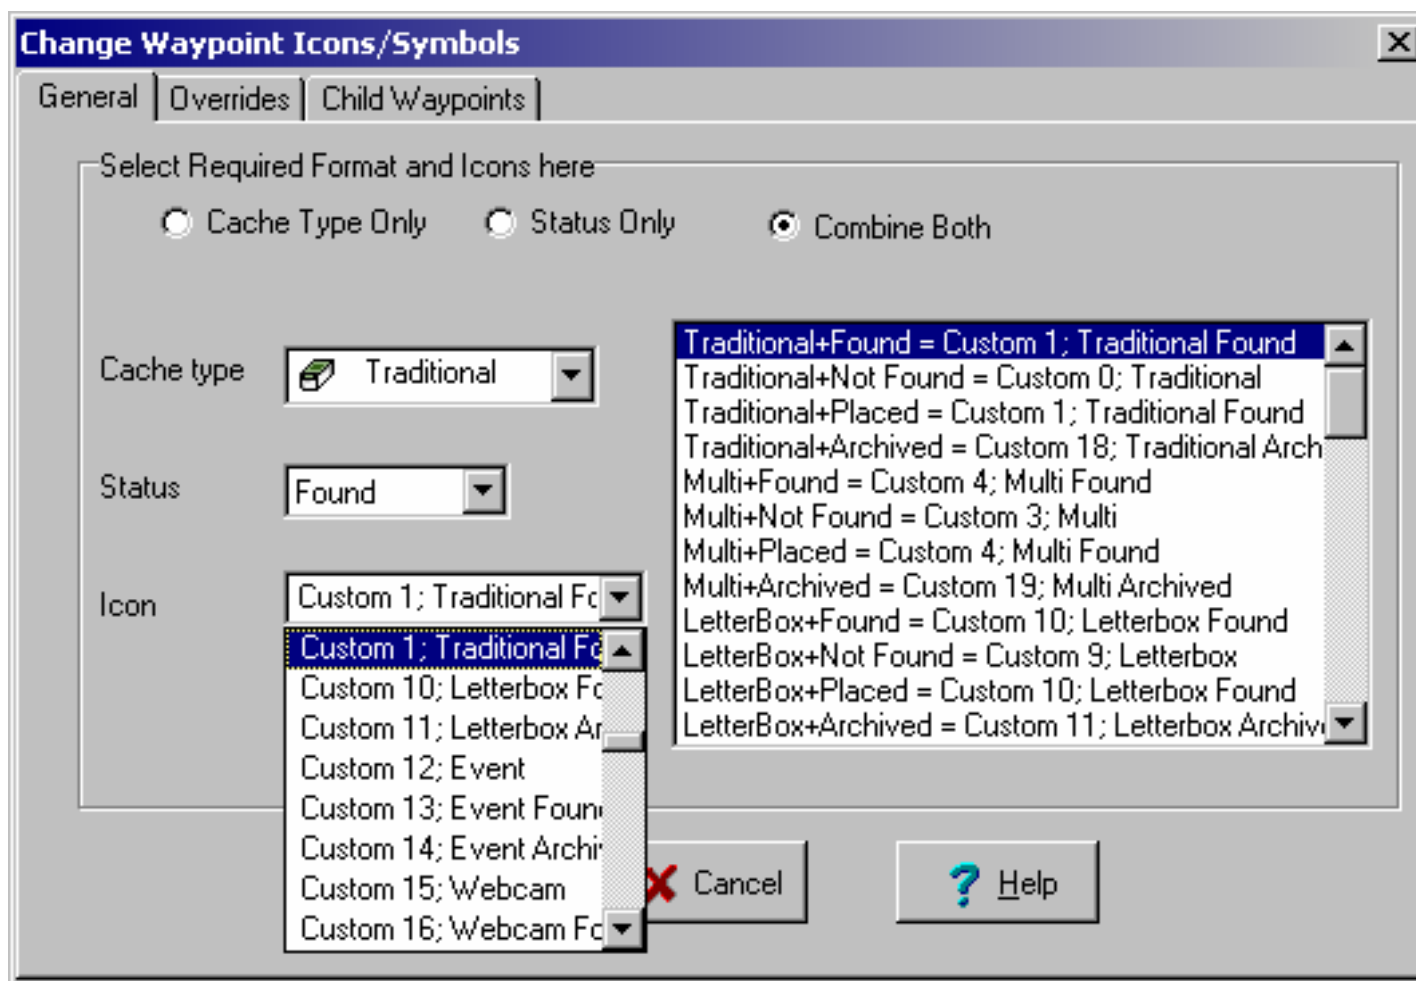 Change Waypoint Icons/Symbols
General Overrides Child Waypoints
Select Required Format and Icons here
Cache Type Only Status Only Combine Both
Cache type Traditional
Status Found
Icon Custom 1; Traditional Fo
Custom 1; Traditional Fo
Custom 10; Letterbox Fo
Custom 11; Letterbox Ar
Custom 12; Event
Custom 13; Event Foun
Custom 14; Event Archi
Custom 15; Webcam
Custom 16; Webcam Fo
Traditional+Found = Custom 1; Traditional Found
Traditional+Not Found = Custom 0; Traditional
Traditional+Placed = Custom 1; Traditional Found
Traditional+Archived = Custom 18; Traditional Arch
Multi+Found = Custom 4; Multi Found
Multi+Not Found = Custom 3; Multi
Multi+Placed = Custom 4; Multi Found
Multi+Archived = Custom 19; Multi Archived
LetterBox+Found = Custom 10; Letterbox Found
LetterBox+Not Found = Custom 9; Letterbox
LetterBox+Placed = Custom 10; Letterbox Found
LetterBox+Archived = Custom 11; Letterbox Archiv
Cancel Help